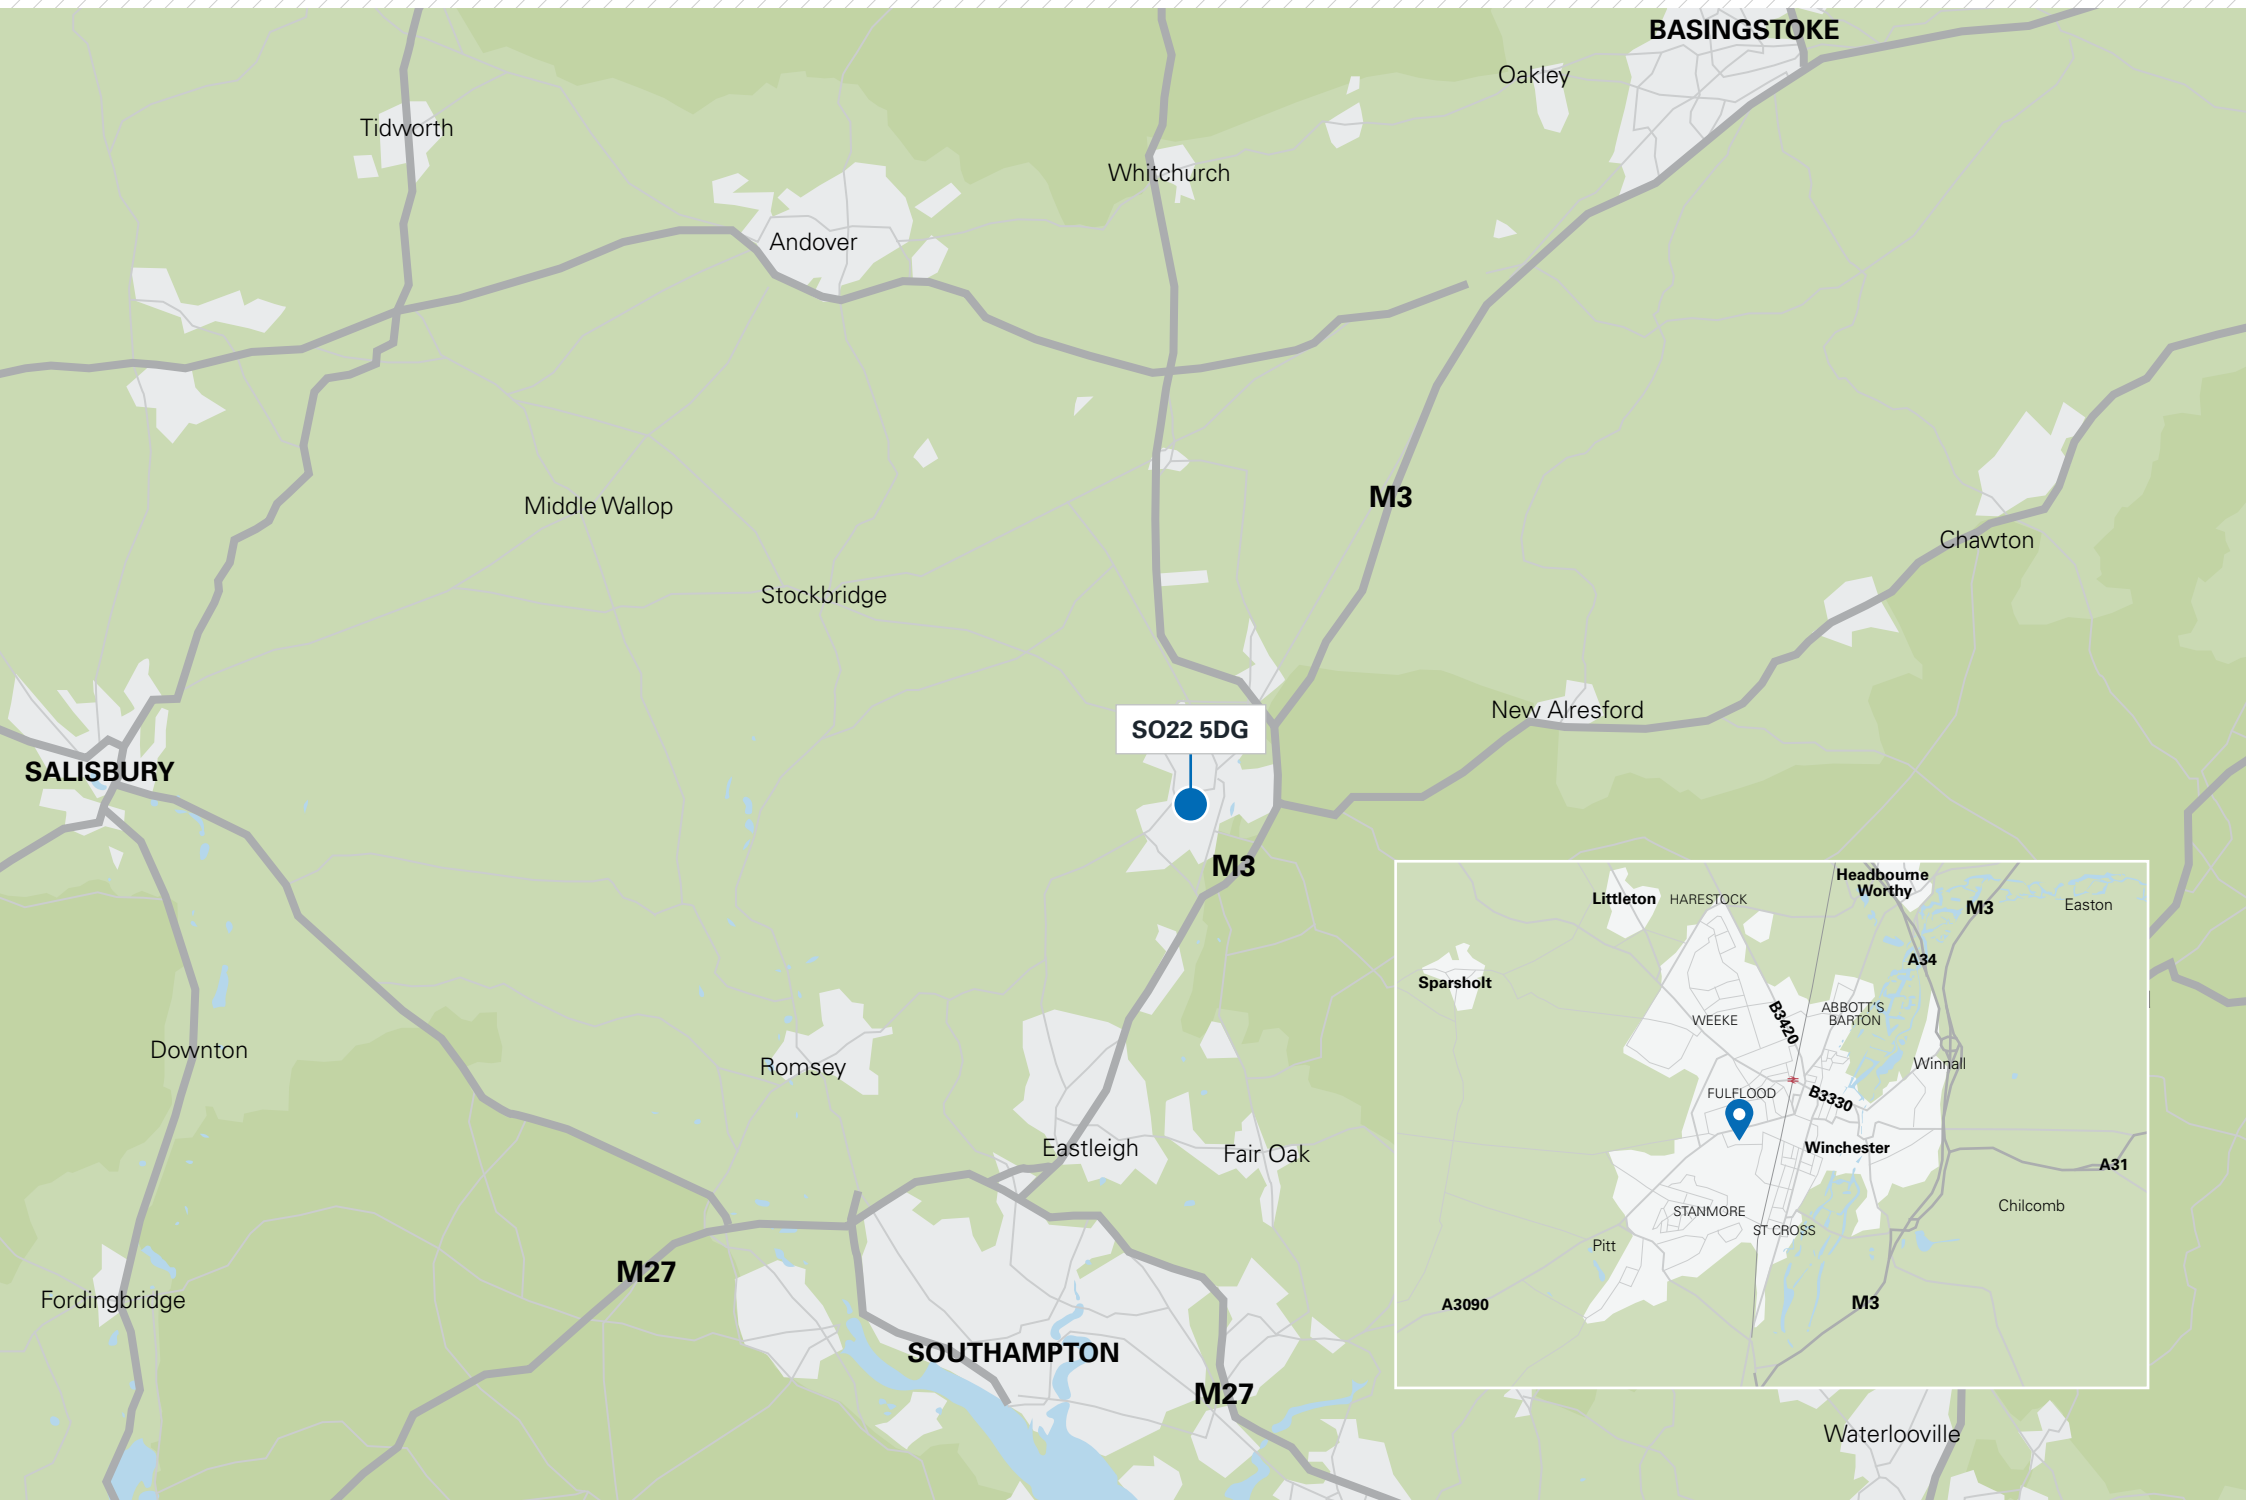 BASINGSTOKE
Oakley
Tidworth
Whitchurch
Andover
M3
Middle Wallop
Chawton
Stockbridge
New Alresford
SO22 5DG
SALISBURY
M3
Headbourne
Worthy
Littleton
HARESTOCK
M3
Easton
A34
Sparsholt
ABBOTT'S
BARTON
B3420
WEEKE
Downton
Romsey
Winnall
FULFLOOD
B3330
Eastleigh
Fair Oak
Winchester
A31
Chilcomb
STANMORE
ST CROSS
Pitt
M27
Fordingbridge
A3090
M3
SOUTHAMPTON
M27
Waterlooville